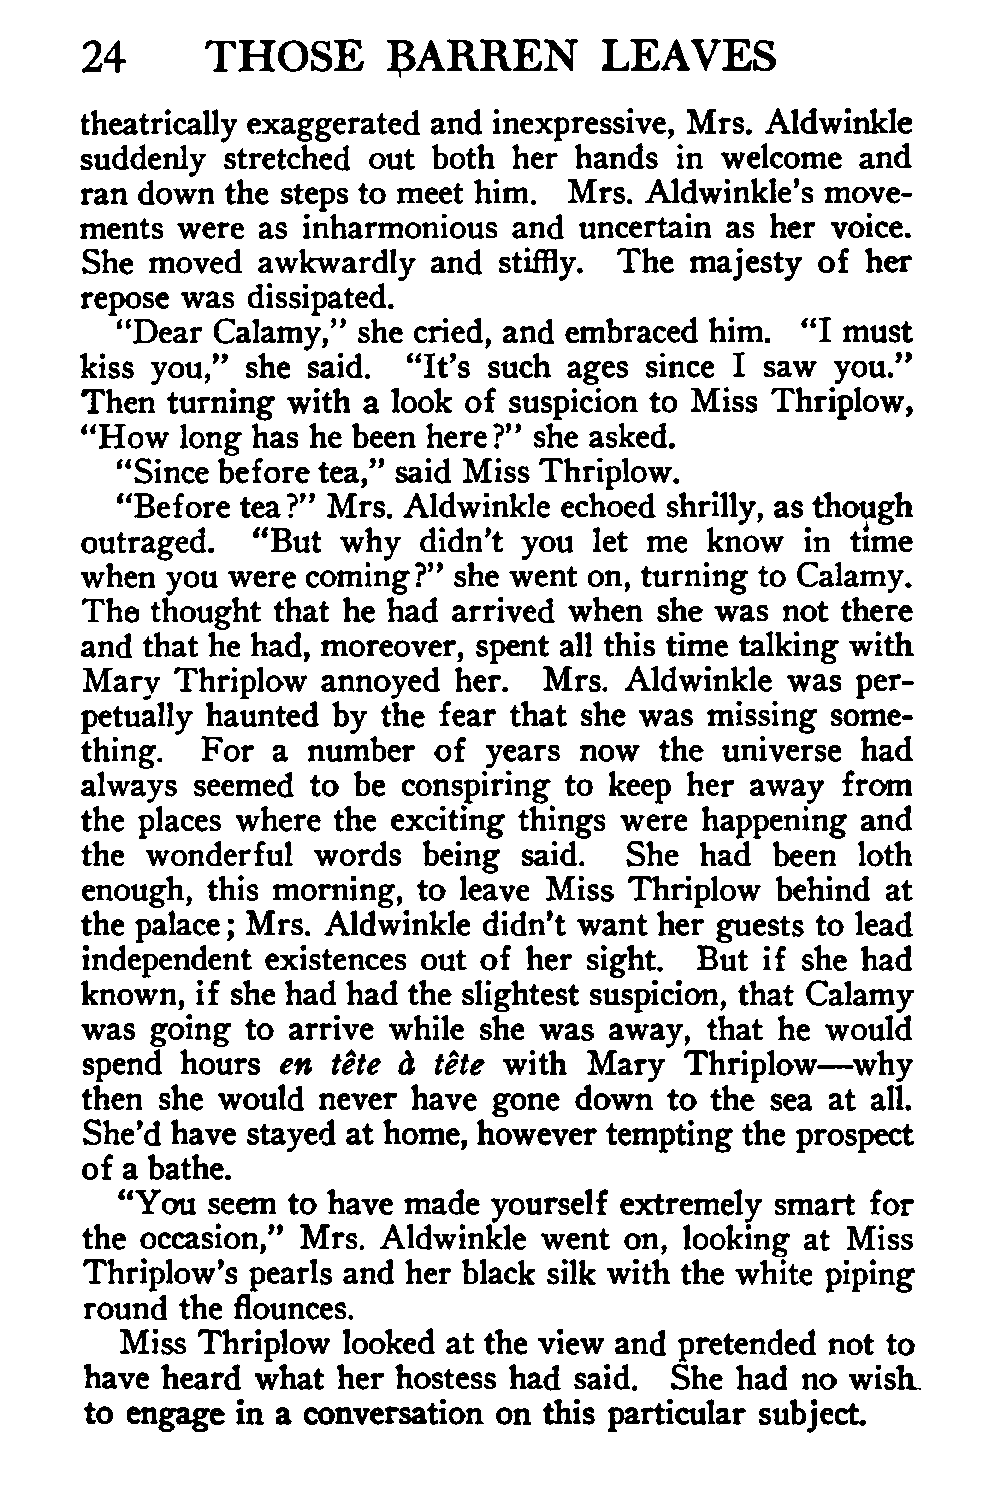 24 THOSE BARREN LEAVES
theatrically exaggerated and inexpressive, Mrs. Aldwinkle
suddenly stretched out both her hands in welcome and
ran down the steps to meet him. Mrs. Aldwinkle's move-
ments were as inharmonious and uncertain as her voice.
She moved awkwardly and stiffly. The majesty of her
repose was dissipated.
"Dear Calamy," she cried, and embraced him. "I must
kiss you," she said. "It's such ages since I saw you."
Then turning with a look of suspicion to Miss Thriplow,
"How long has he been here?" she asked.
"Since before tea," said Miss Thriplow.
"Before tea?" Mrs. Aldwinkle echoed shrilly, as though
outraged. "But why didn't you let me know in time
when you were coming?" she went on, turning to Calamy.
The thought that he had arrived when she was not there
and that he had, moreover, spent all this time talking with
Mary Thriplow annoyed her. Mrs. Aldwinkle was per-
petually haunted by the fear that she was missing some-
thing. For a number of years now the universe had
always seemed to be conspiring to keep her away from
the places where the exciting things were happening and
the wonderful words being said. She had been loth
enough, this morning, to leave Miss Thriplow behind at
the palace; Mrs. Aldwinkle didn't want her guests to lead
independent existences out of her sight. But if she had
known, if she had had the slightest suspicion, that Calamy
was going to arrive while she was away, that he would
spend hours en tête à tête with Mary Thriplow—why
then she would never have gone down to the sea at all.
She'd have stayed at home, however tempting the prospect
of a bathe.
"You seem to have made yourself extremely smart for
the occasion," Mrs. Aldwinkle went on, looking at Miss
Thriplow's pearls and her black silk with the white piping
round the flounces.
Miss Thriplow looked at the view and pretended not to
have heard what her hostess had said. She had no wish
to engage in a conversation on this particular subject.